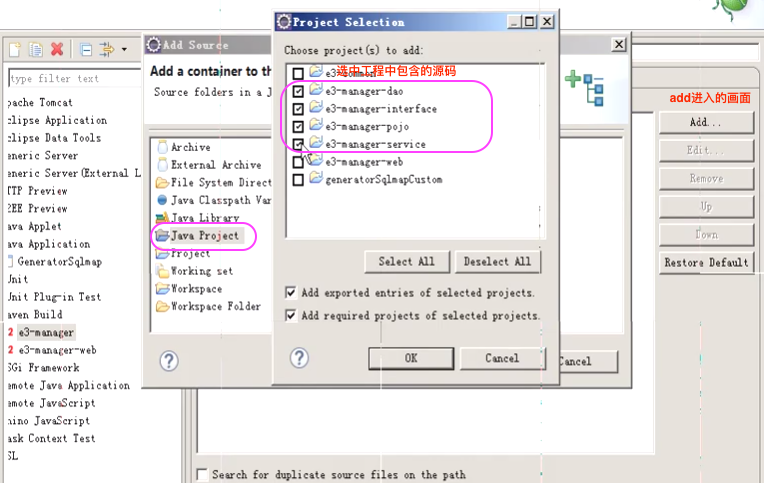 Project Selection
Add Source
Choose project(s) to add:
type filter text
Add a container to th
Source folders in a J
选中工程中包含的源码
e3-manager-dao
e3-manager-interface
e3-manager-pojo
e3-manager-service
e3-manager-web
generatorSqlmapCustom
add进入的画面
Add...
Edit...
Remove
Up
Down
Restore Default
pache Tomcat
clipse Application
clipse Data Tools
eneric Server
eneric Server(External L
TTP Preview
2EE Preview
ava Applet
ava Application
GeneratorSqlmap
Unit
Unit Plug-in Test
aven Build
e3-manager
e3-manager-web
SGi Framework
emote Java Application
emote JavaScript
hino JavaScript
ask Context Test
SL
Archive
External Archive
File System Direct
Java Classpath Var
Java Library
Java Project
Project
Working set
Workspace
Workspace Folder
Select All
Deselect All
Add exported entries of selected projects.
Add required projects of selected projects.
OK
Cancel
Cancel
Search for duplicate source files on the path